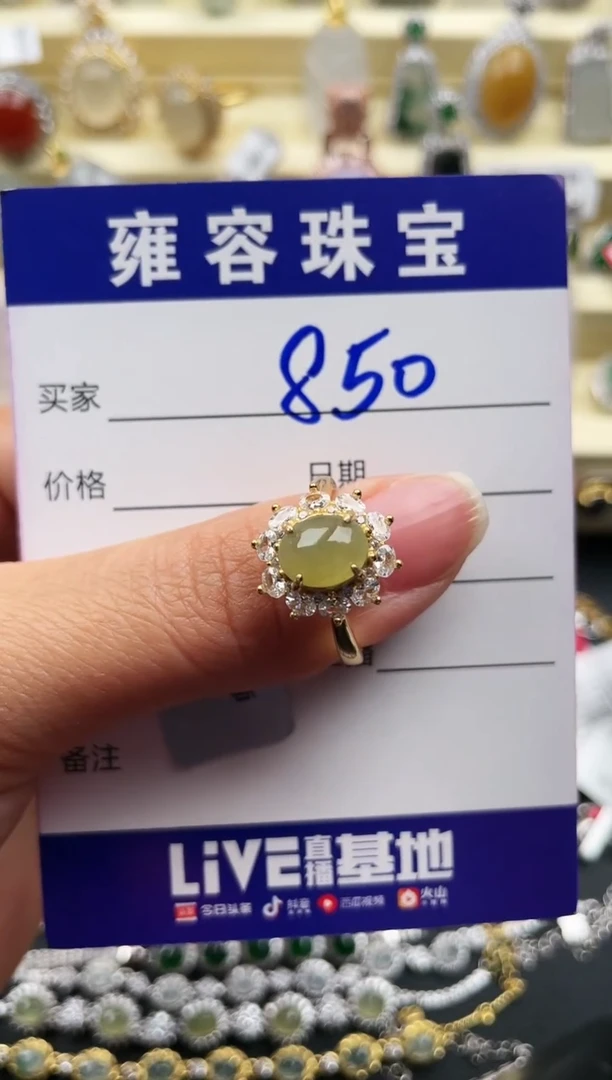 雍容珠宝
买家 850
价格 日期
备注
LiVE直播基地
今日头条 抖音 西瓜视频 火山